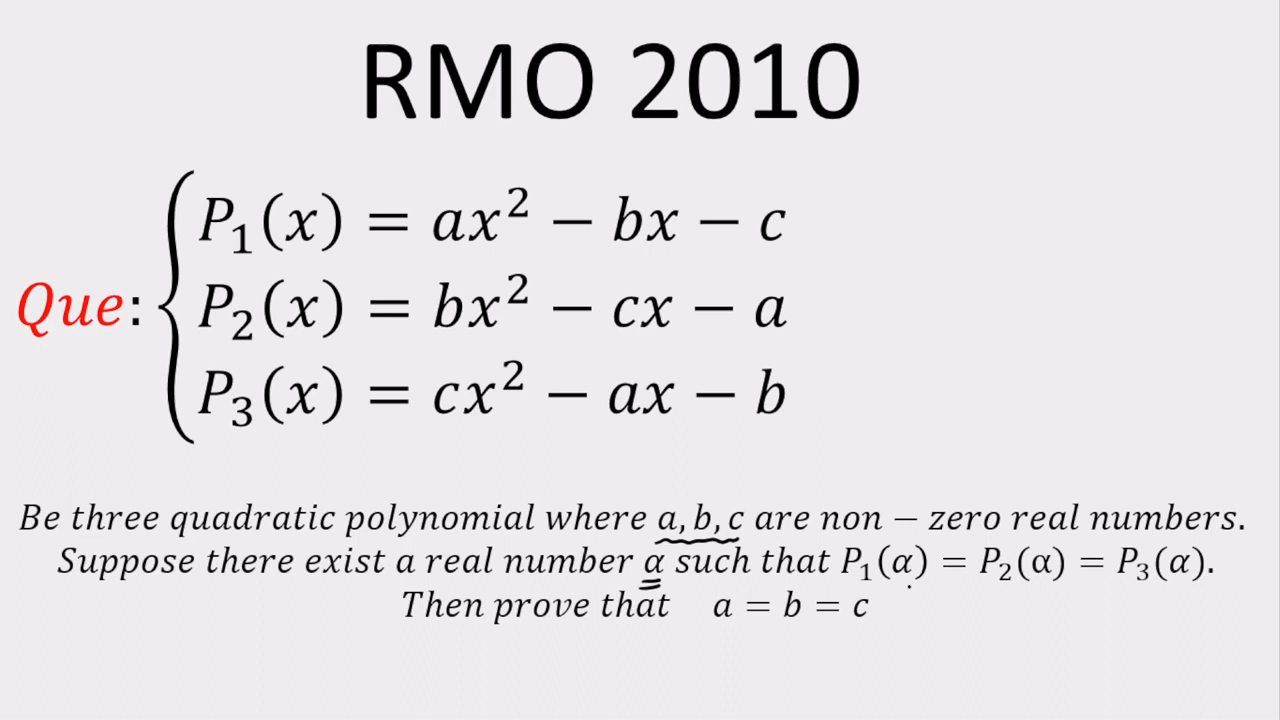 RMO 2010
Que: 
P₁(x) = ax² − bx − c
P₂(x) = bx² − cx − a
P₃(x) = cx² − ax − b
Be three quadratic polynomial where a, b, c are non − zero real numbers.
Suppose there exist a real number α such that P₁(α) = P₂(α) = P₃(α).
Then prove that a = b = c